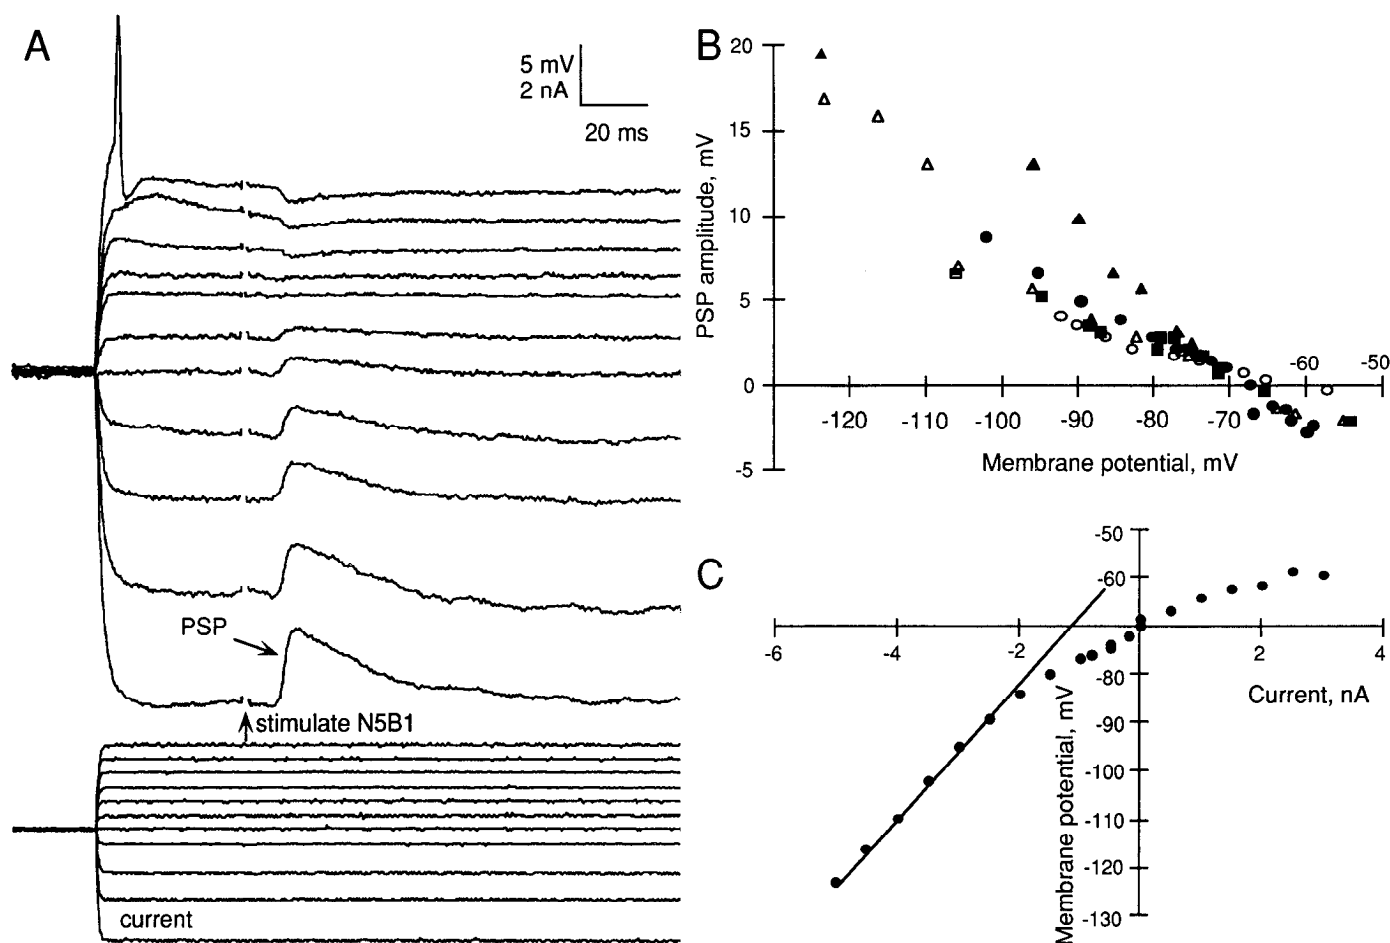 A
5 mV
2 nA
20 ms
PSP
stimulate N5B1
current
B
PSP amplitude, mV
20
15
10
5
0
-5
-120
-110
-100
-90
-80
-70
-60
-50
Membrane potential, mV
C
-50
-60
-80
-90
-100
-110
-120
-130
-6
-4
-2
2
4
Current, nA
Membrane potential, mV